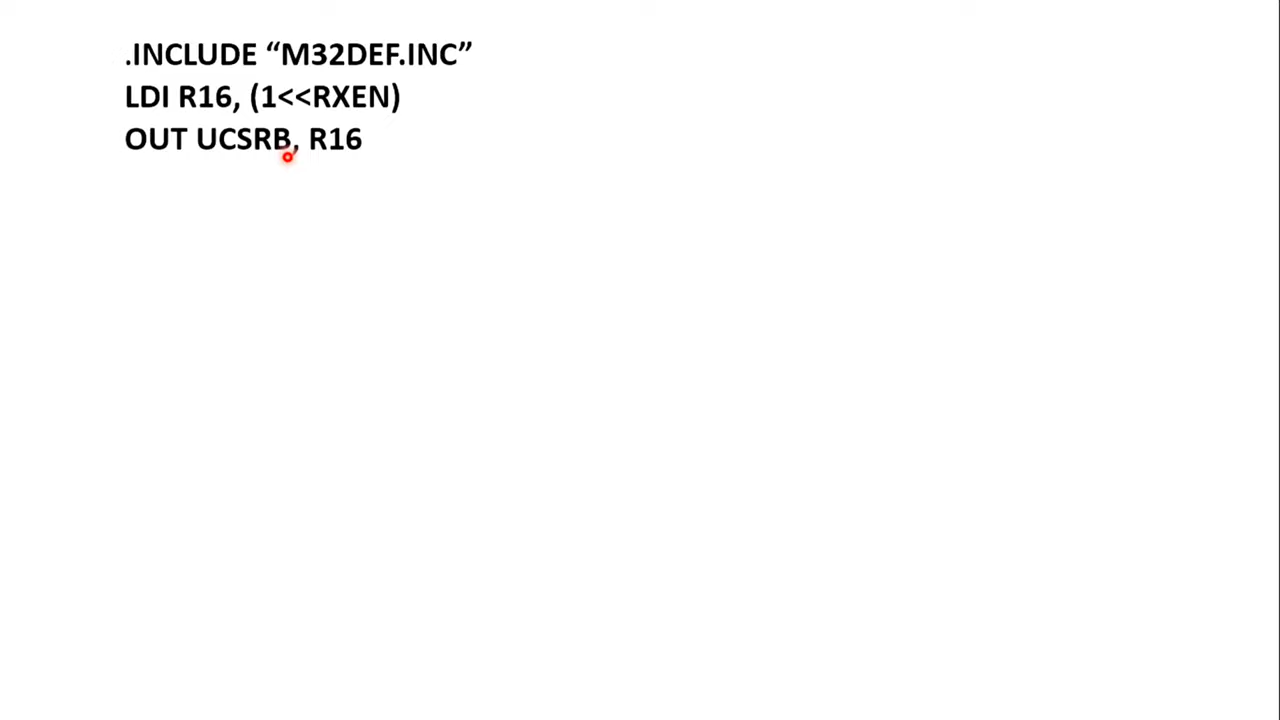 .INCLUDE “M32DEF.INC”
LDI R16, (1<<RXEN)
OUT UCSRB, R16